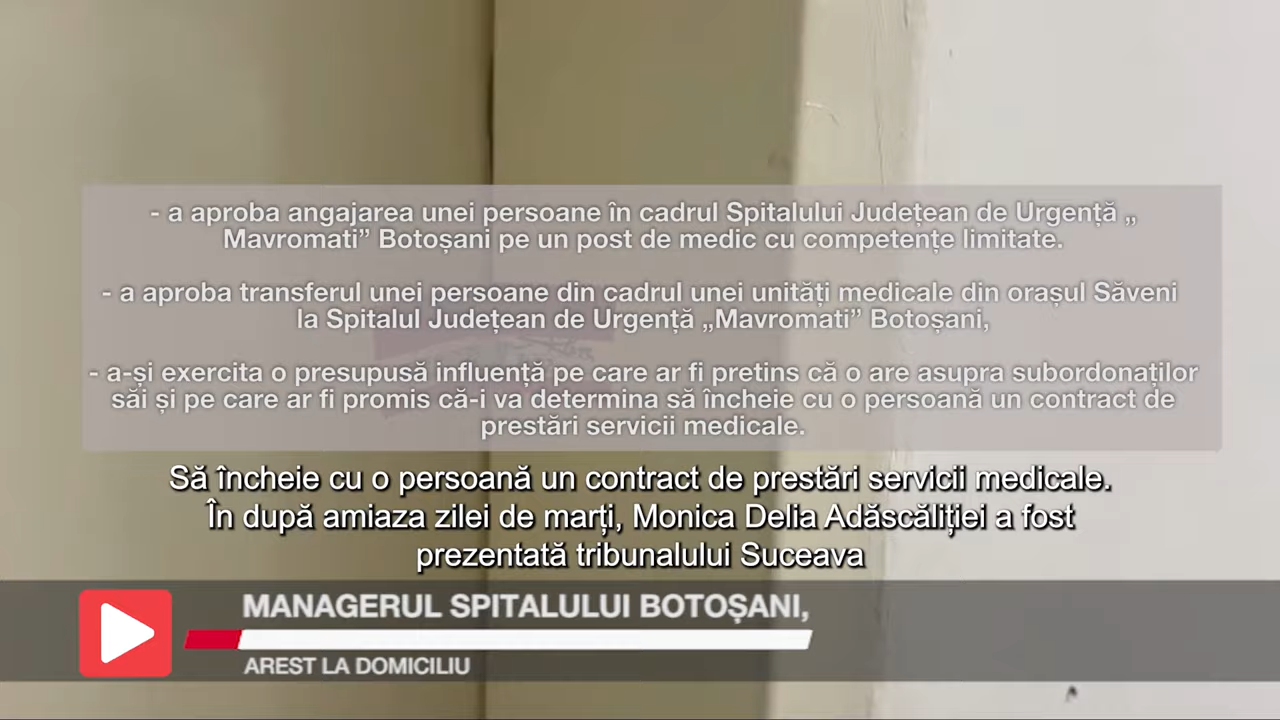 - a aproba angajarea unei persoane în cadrul Spitalului Județean de Urgență „
Mavromati” Botoșani pe un post de medic cu competențe limitate.
- a aproba transferul unei persoane din cadrul unei unități medicale din orașul Săveni
la Spitalul Județean de Urgență „Mavromati” Botoșani,
- a-și exercita o presupusă influență pe care ar fi pretins că o are asupra subordonaților
săi și pe care ar fi promis că-i va determina să încheie cu o persoană un contract de
prestări servicii medicale.
Să încheie cu o persoană un contract de prestări servicii medicale.
În după amiaza zilei de marți, Monica Delia Adăscăliției a fost
prezentată tribunalului Suceava
MANAGERUL SPITALULUI BOTOȘANI,
AREST LA DOMICILIU